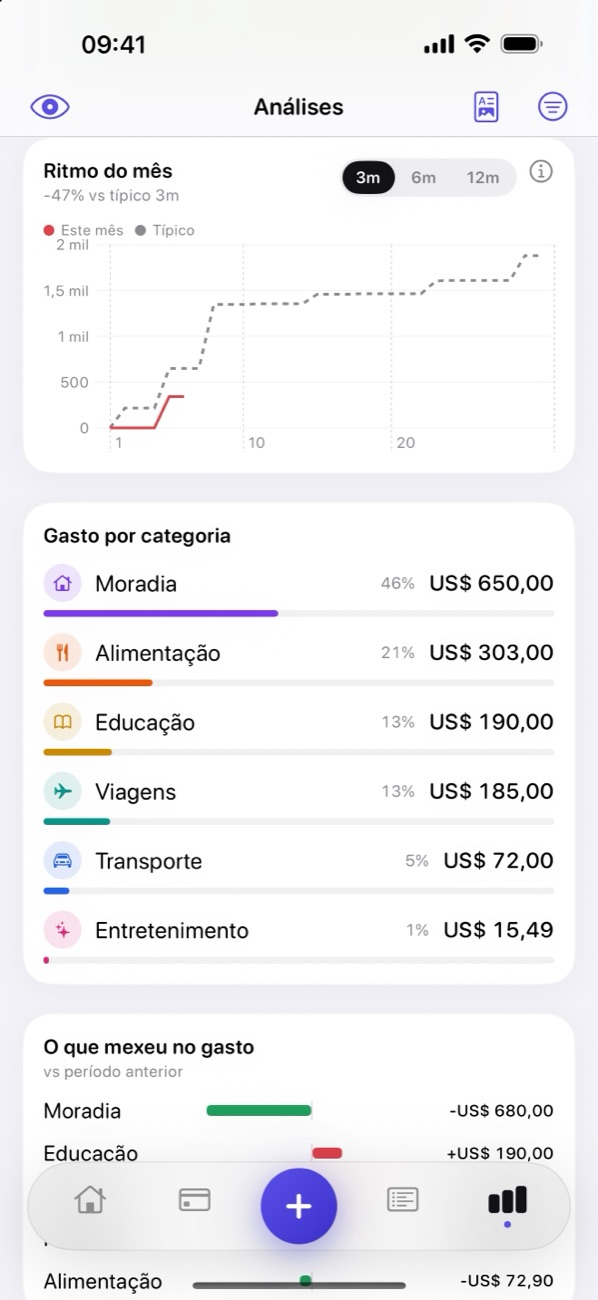 09:41
Análises
Ritmo do mês
-47% vs típico 3m
3m 6m 12m
Este mês Típico
2 mil
1,5 mil
1 mil
500
0
1 10 20
Gasto por categoria
Moradia 46% US$ 650,00
Alimentação 21% US$ 303,00
Educação 13% US$ 190,00
Viagens 13% US$ 185,00
Transporte 5% US$ 72,00
Entretenimento 1% US$ 15,49
O que mexeu no gasto
vs período anterior
Moradia -US$ 680,00
Educação +US$ 190,00
Alimentação -US$ 72,90